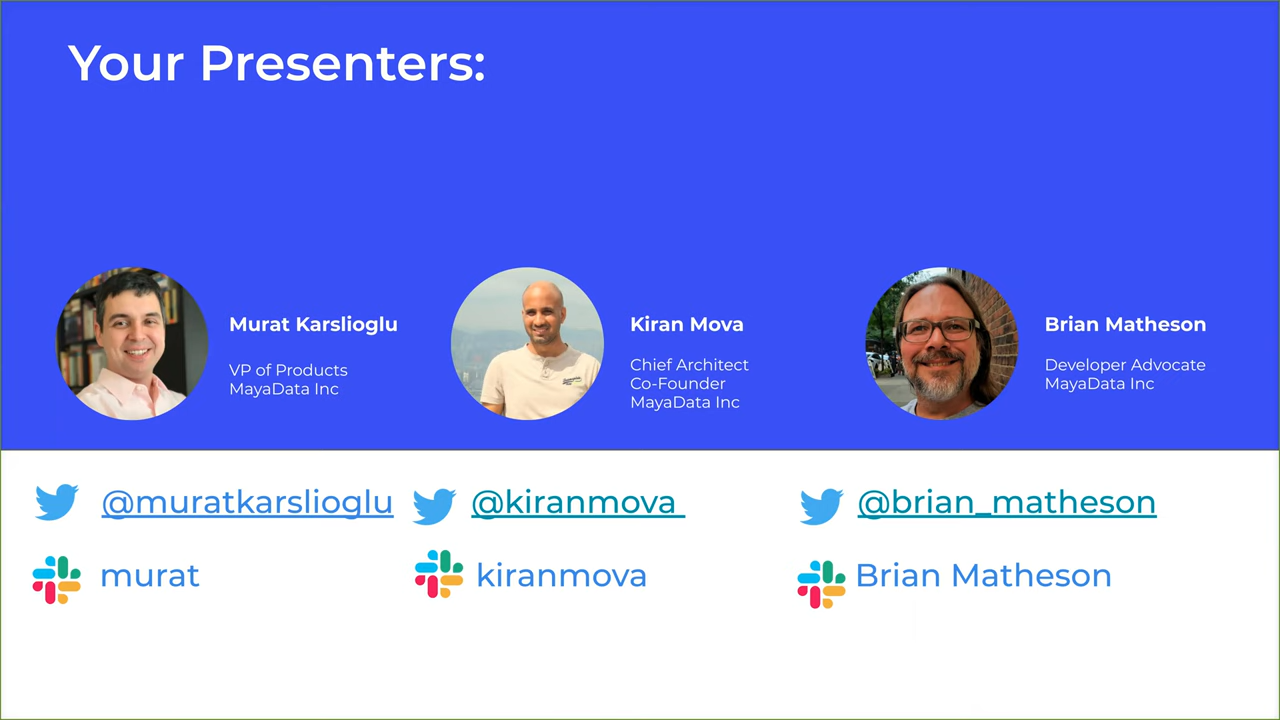 Your Presenters:
Murat Karslioglu
VP of Products
MayaData Inc
Kiran Mova
Chief Architect
Co-Founder
MayaData Inc
Brian Matheson
Developer Advocate
MayaData Inc
@muratkarslioglu
@kiranmova
@brian_matheson
murat
kiranmova
Brian Matheson